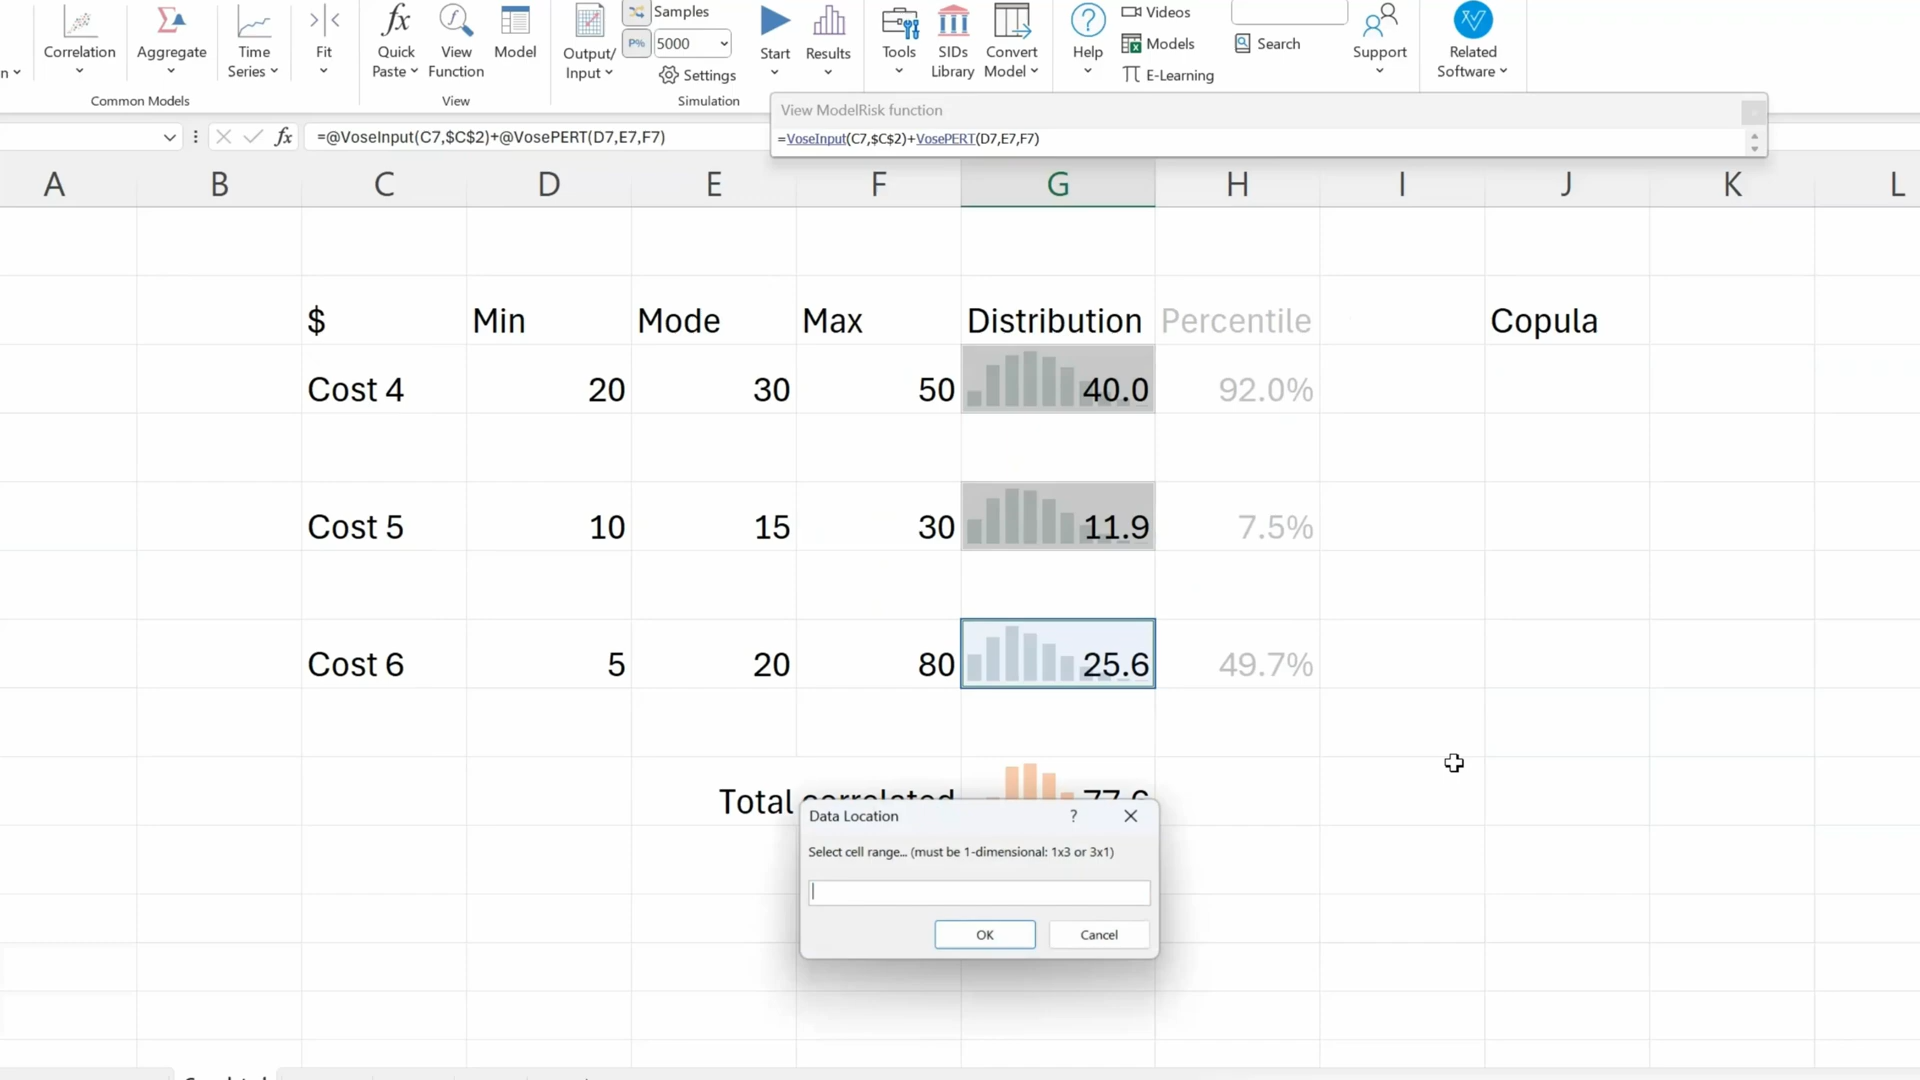 Correlation
Aggregate
Time
Series
Fit
Quick
Paste
View
Function
Model
Output/
Input
Samples
P%
5000
Settings
Start
Results
Tools
SIDs
Library
Convert
Model
Help
Videos
Models
E-Learning
Search
Support
Related
Software
Common Models
View
Simulation
View ModelRisk function
=VoseInput(C7,$C$2)+VosePERT(D7,E7,F7)
fx =@VoseInput(C7,$C$2)+@VosePERT(D7,E7,F7)
A B C D E F G H I J K L
$ Min Mode Max Distribution Percentile Copula
Cost 4 20 30 50 40.0 92.0%
Cost 5 10 15 30 11.9 7.5%
Cost 6 5 20 80 25.6 49.7%
Total correlated 77.6
Data Location ?
Select cell range... (must be 1-dimensional: 1x3 or 3x1)
OK Cancel